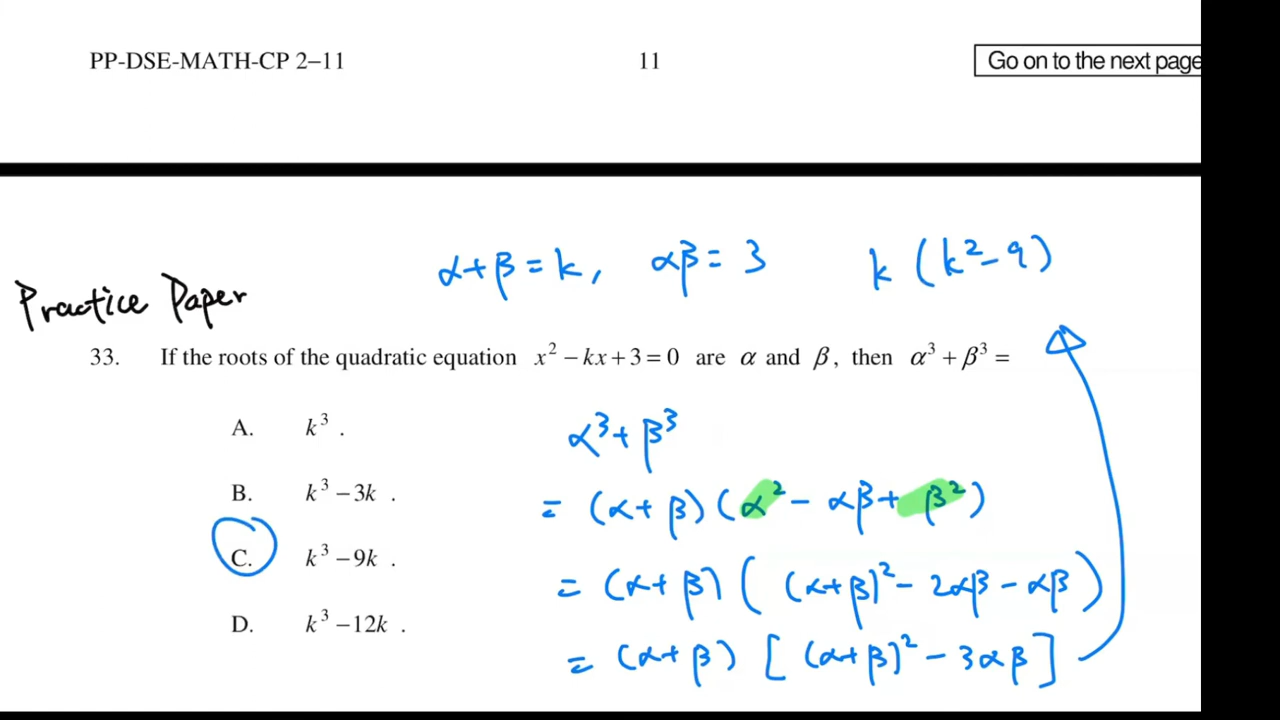 PP-DSE-MATH-CP 2–11 11 Go on to the next page
α+β=k, αβ=3 k(k²-9)
Practice Paper
33. If the roots of the quadratic equation x² − kx + 3 = 0 are α and β, then α³ + β³ =
A. k³ .
α³+β³
B. k³ − 3k .
= (α+β)(α² - αβ + β²)
C. k³ − 9k .
= (α+β)((α+β)² - 2αβ - αβ)
D. k³ − 12k .
= (α+β)[(α+β)² - 3αβ]